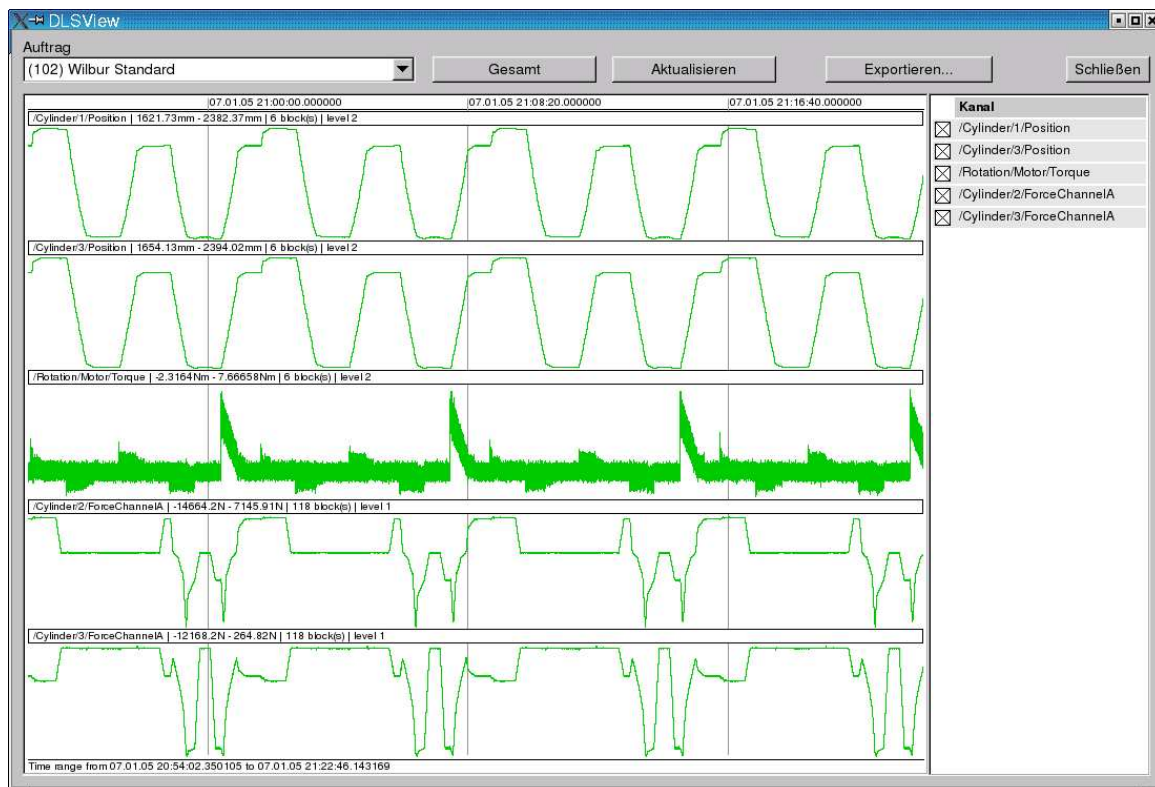 DLSView
Auftrag
(102) Wilbur Standard
Gesamt
Aktualisieren
Exportieren...
Schließen
07.01.05 21:00:00.000000
07.01.05 21:08:20.000000
07.01.05 21:16:40.000000
/Cylinder/1/Position | 1621.73mm - 2382.37mm | 6 block(s) | level 2
/Cylinder/3/Position | 1654.13mm - 2394.02mm | 6 block(s) | level 2
/Rotation/Motor/Torque | -2.3164Nm - 7.66658Nm | 6 block(s) | level 2
/Cylinder/2/ForceChannelA | -14664.2N - 7145.91N | 118 block(s) | level 1
/Cylinder/3/ForceChannelA | -12168.2N - 264.82N | 118 block(s) | level 1
Time range from 07.01.05 20:54:02.350105 to 07.01.05 21:22:46.143169
Kanal
/Cylinder/1/Position
/Cylinder/3/Position
/Rotation/Motor/Torque
/Cylinder/2/ForceChannelA
/Cylinder/3/ForceChannelA